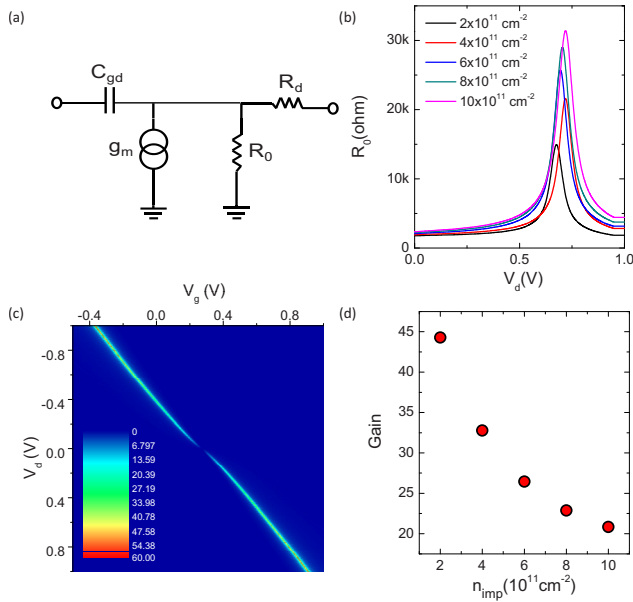 (a)
C_gd
R_d
g_m
R_0
(b)
2x10^11 cm^-2
4x10^11 cm^-2
6x10^11 cm^-2
8x10^11 cm^-2
10x10^11 cm^-2
30k
20k
10k
0
R_0(ohm)
0.0
0.5
1.0
V_d(V)
(c)
V_g (V)
-0.4
0.0
0.4
0.8
-0.8
-0.4
0.0
0.4
0.8
V_d (V)
0
6.797
13.59
20.39
27.19
33.98
40.78
47.58
54.38
60.00
(d)
45
40
35
30
25
20
Gain
2
4
6
8
10
n_imp(10^11cm^-2)